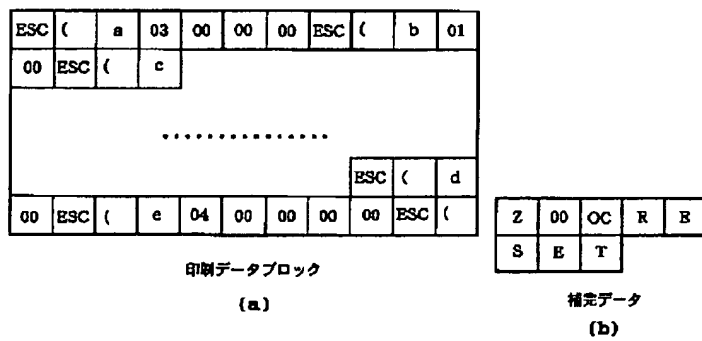 ESC ( a 03 00 00 00 ESC ( b 01
00 ESC ( c
................
ESC ( d
00 ESC ( e 04 00 00 00 00 ESC (
印刷データブロック
(a)
Z 00 0C R E
S E T
補完データ
(b)